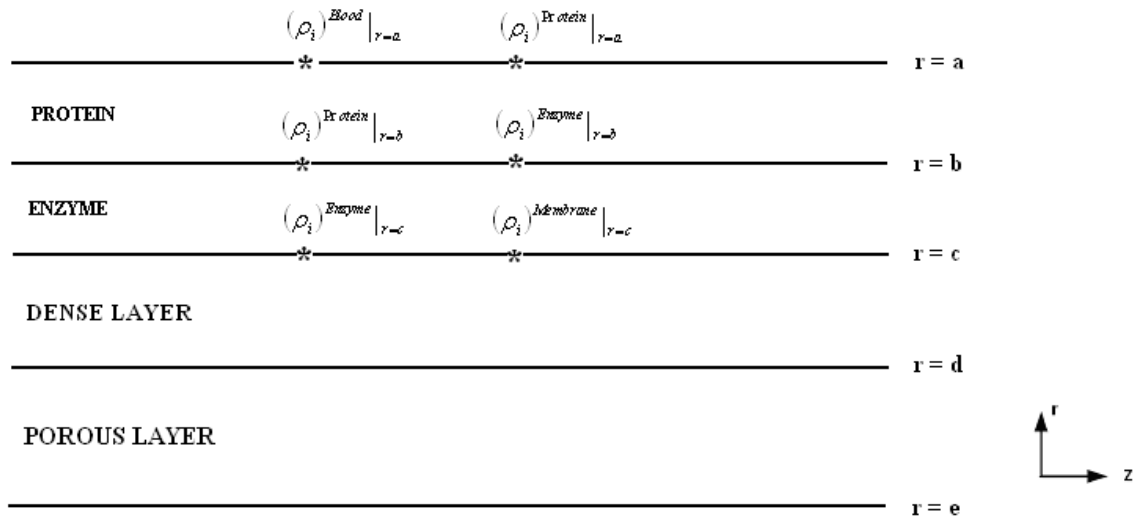 (ρᵢ)^Blood|r=a (ρᵢ)^Protein|r=a
* * r = a
PROTEIN (ρᵢ)^Protein|r=b (ρᵢ)^Enzyme|r=b
* * r = b
ENZYME (ρᵢ)^Enzyme|r=c (ρᵢ)^Membrane|r=c
* * r = c
DENSE LAYER
r = d
POROUS LAYER
r
z
r = e